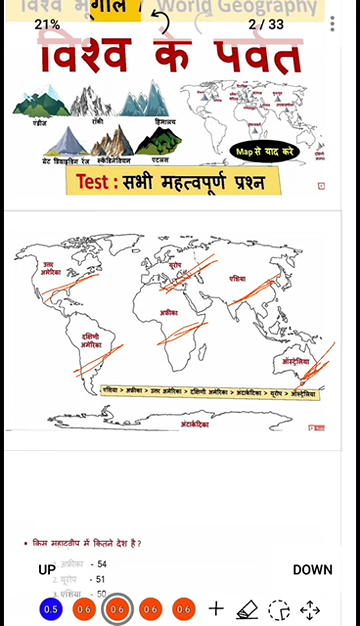 विश्व भूगोल / World Geography
21%
2 / 33
विश्व के पर्वत
एंडीज
रॉकी
हिमालय
ग्रेट डिवाइडिंग रेंज
स्कैंडिनेवियन
एटलस
Map से याद करे
Test : सभी महत्वपूर्ण प्रश्न
उत्तर
अमेरिका
यूरोप
एशिया
अफ्रीका
दक्षिणी
अमेरिका
ऑस्ट्रेलिया
एशिया > अफ्रीका > उत्तर अमेरिका > दक्षिणी अमेरिका > अंटार्कटिका > यूरोप > ऑस्ट्रेलिया
अंटार्कटिका
• किस महाद्वीप में कितने देश है ?
1. अफ्रीका - 54
UP
DOWN
2. यूरोप - 51
3. एशिया - 50
0.5
0.6
0.6
0.6
0.6